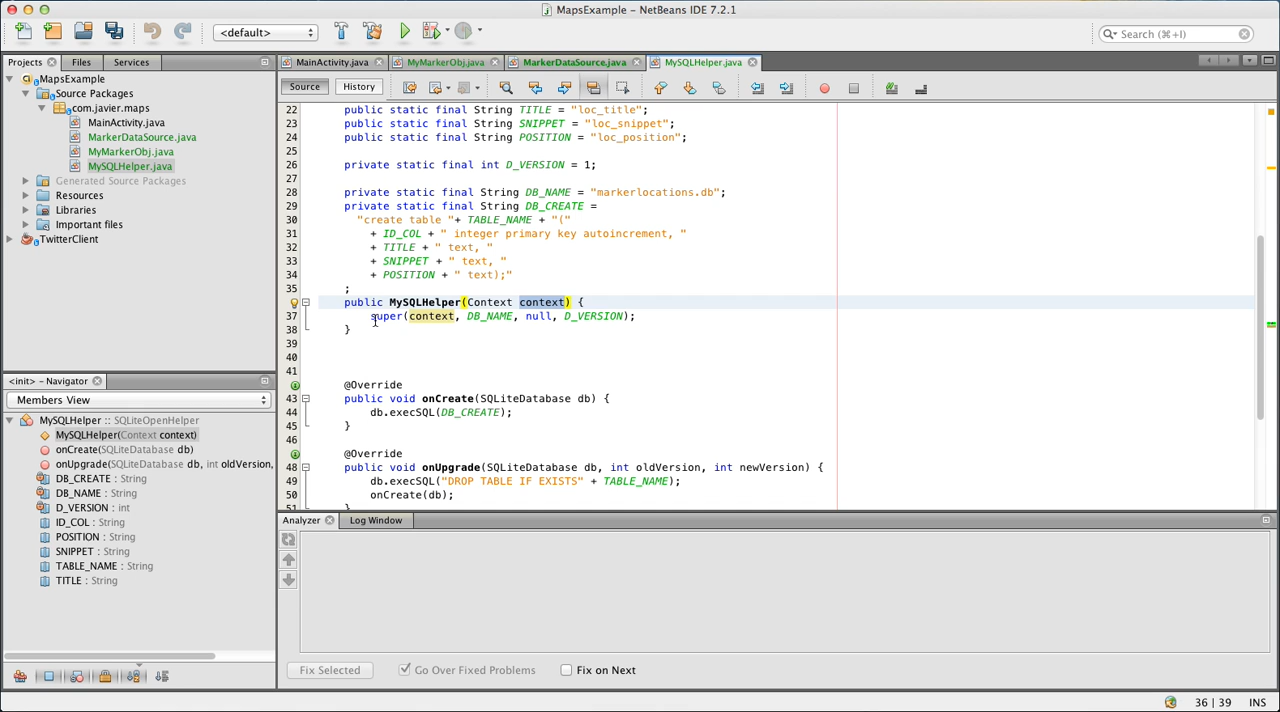 MapsExample – NetBeans IDE 7.2.1
<default>
Search (⌘+I)
Projects Files Services
MainActivity.java MyMarkerObj.java MarkerDataSource.java MySQLHelper.java
Source History
MapsExample
Source Packages
com.javier.maps
MainActivity.java
MarkerDataSource.java
MyMarkerObj.java
MySQLHelper.java
Generated Source Packages
Resources
Libraries
Important files
TwitterClient
22 public static final String TITLE = "loc_title";
23 public static final String SNIPPET = "loc_snippet";
24 public static final String POSITION = "loc_position";
25
26 private static final int D_VERSION = 1;
27
28 private static final String DB_NAME = "markerlocations.db";
29 private static final String DB_CREATE =
30 "create table "+ TABLE_NAME + "("
31 + ID_COL + " integer primary key autoincrement, "
32 + TITLE + " text, "
33 + SNIPPET + " text, "
34 + POSITION + " text);"
35 ;
public MySQLHelper(Context context) {
37 super(context, DB_NAME, null, D_VERSION);
38 }
39
40
41
@Override
43 public void onCreate(SQLiteDatabase db) {
44 db.execSQL(DB_CREATE);
45 }
46
@Override
48 public void onUpgrade(SQLiteDatabase db, int oldVersion, int newVersion) {
49 db.execSQL("DROP TABLE IF EXISTS" + TABLE_NAME);
50 onCreate(db);
51 }
<init> – Navigator
Members View
MySQLHelper :: SQLiteOpenHelper
MySQLHelper(Context context)
onCreate(SQLiteDatabase db)
onUpgrade(SQLiteDatabase db, int oldVersion,
DB_CREATE : String
DB_NAME : String
D_VERSION : int
ID_COL : String
POSITION : String
SNIPPET : String
TABLE_NAME : String
TITLE : String
Analyzer Log Window
Fix Selected Go Over Fixed Problems Fix on Next
36 | 39 INS